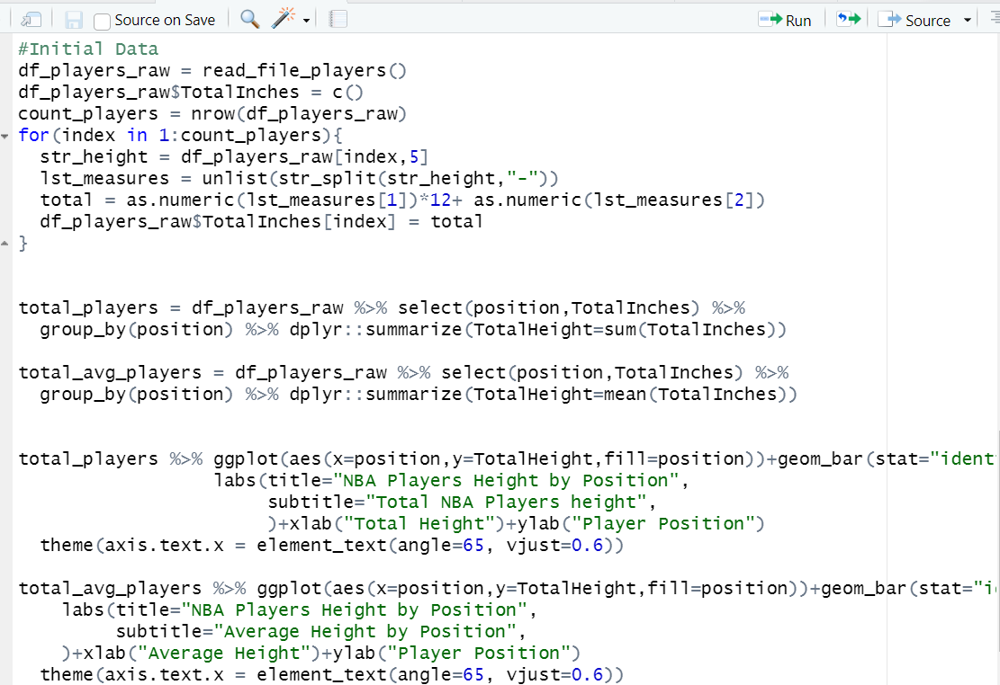 Source on Save
Run
Source
#Initial Data
df_players_raw = read_file_players()
df_players_raw$TotalInches = c()
count_players = nrow(df_players_raw)
for(index in 1:count_players){
  str_height = df_players_raw[index,5]
  lst_measures = unlist(str_split(str_height,"-"))
  total = as.numeric(lst_measures[1])*12+ as.numeric(lst_measures[2])
  df_players_raw$TotalInches[index] = total
}
total_players = df_players_raw %>% select(position,TotalInches) %>%
  group_by(position) %>% dplyr::summarize(TotalHeight=sum(TotalInches))
total_avg_players = df_players_raw %>% select(position,TotalInches) %>%
  group_by(position) %>% dplyr::summarize(TotalHeight=mean(TotalInches))
total_players %>% ggplot(aes(x=position,y=TotalHeight,fill=position))+geom_bar(stat="ident
                  labs(title="NBA Players Height by Position",
                       subtitle="Total NBA Players height",
                       )+xlab("Total Height")+ylab("Player Position")
  theme(axis.text.x = element_text(angle=65, vjust=0.6))
total_avg_players %>% ggplot(aes(x=position,y=TotalHeight,fill=position))+geom_bar(stat="i
    labs(title="NBA Players Height by Position",
         subtitle="Average Height by Position",
    )+xlab("Average Height")+ylab("Player Position")
  theme(axis.text.x = element_text(angle=65, vjust=0.6))